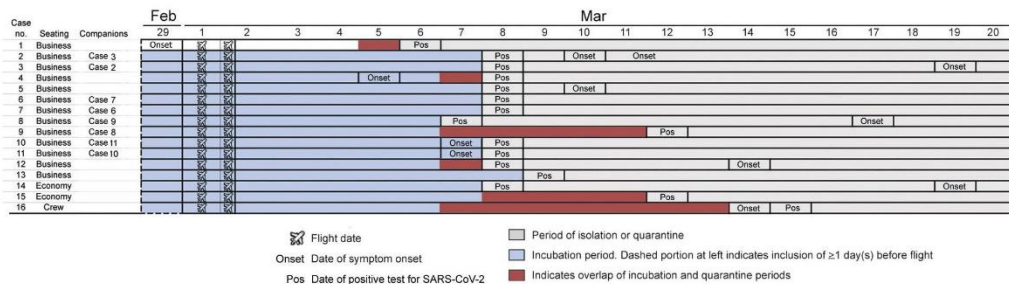 Feb Mar
Case no. Seating Companions 29 1 2 3 4 5 6 7 8 9 10 11 12 13 14 15 16 17 18 19 20
1 Business Onset Pos
2 Business Case 3 Pos Onset Onset
3 Business Case 2 Pos Onset
4 Business Onset Pos
5 Business Pos Onset
6 Business Case 7 Pos
7 Business Case 6 Pos
8 Business Case 9 Pos Onset
9 Business Case 8 Pos
10 Business Case 11 Onset Pos
11 Business Case 10 Onset Pos
12 Business Pos Onset
13 Business Pos
14 Economy Pos Onset
15 Economy Pos
16 Crew Onset Pos
Flight date
Onset Date of symptom onset
Pos Date of positive test for SARS-CoV-2
Period of isolation or quarantine
Incubation period. Dashed portion at left indicates inclusion of ≥1 day(s) before flight
Indicates overlap of incubation and quarantine periods